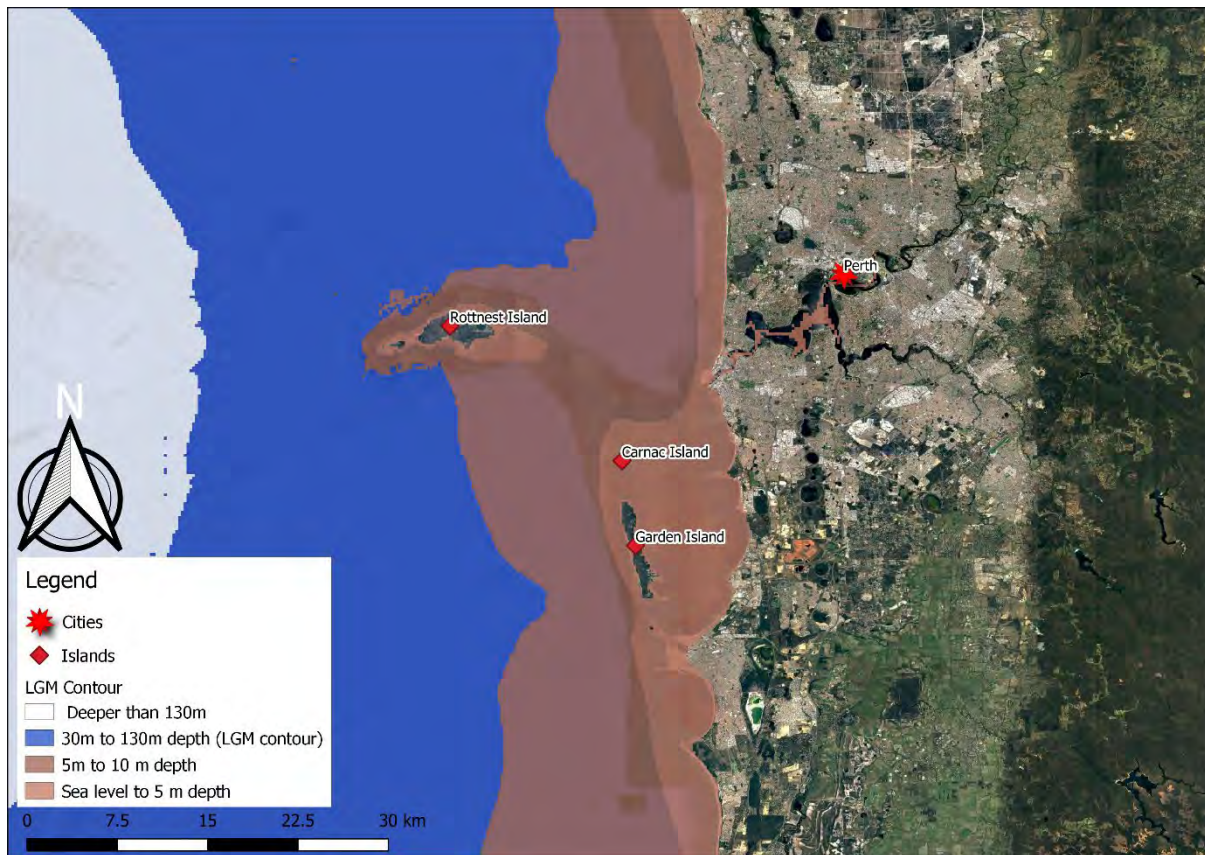 Perth
Rottnest Island
Carnac Island
Garden Island
N
Legend
Cities
Islands
LGM Contour
Deeper than 130m
30m to 130m depth (LGM contour)
5m to 10 m depth
Sea level to 5 m depth
0 7.5 15 22.5 30 km